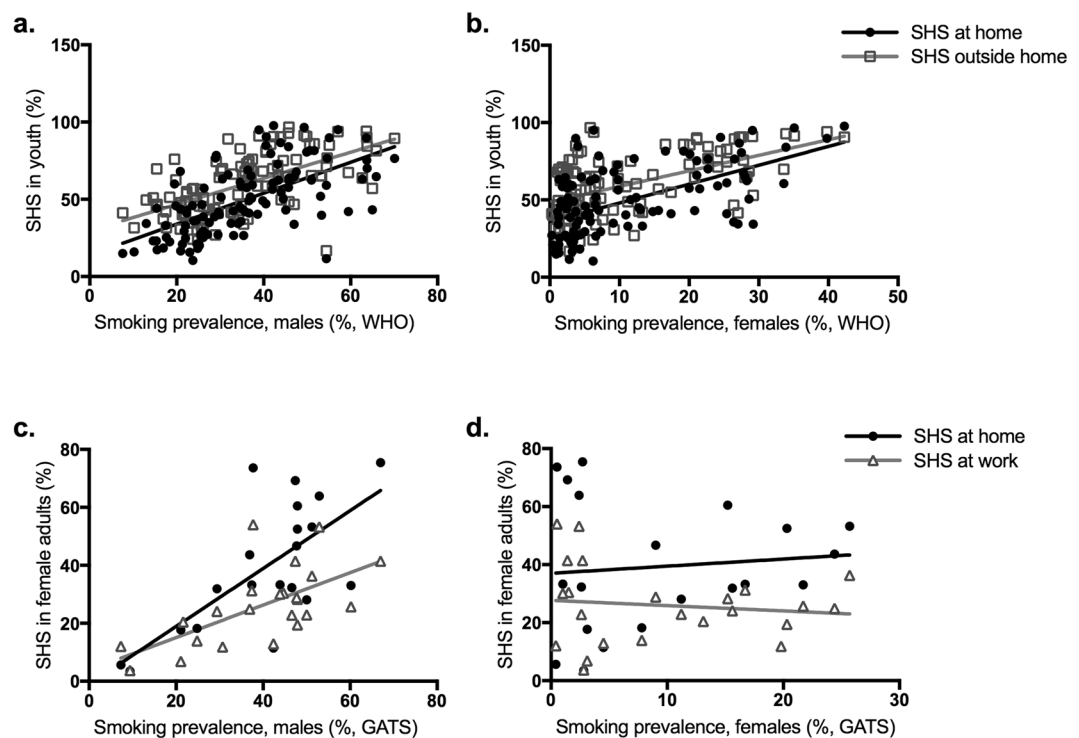 a.
SHS in youth (%)
150
100
50
0
0 20 40 60 80
Smoking prevalence, males (%, WHO)
b.
SHS in youth (%)
150
100
50
0
0 10 20 30 40 50
Smoking prevalence, females (%, WHO)
SHS at home
SHS outside home
c.
SHS in female adults (%)
80
60
40
20
0
0 20 40 60 80
Smoking prevalence, males (%, GATS)
d.
SHS in female adults (%)
80
60
40
20
0
0 10 20 30
Smoking prevalence, females (%, GATS)
SHS at home
SHS at work